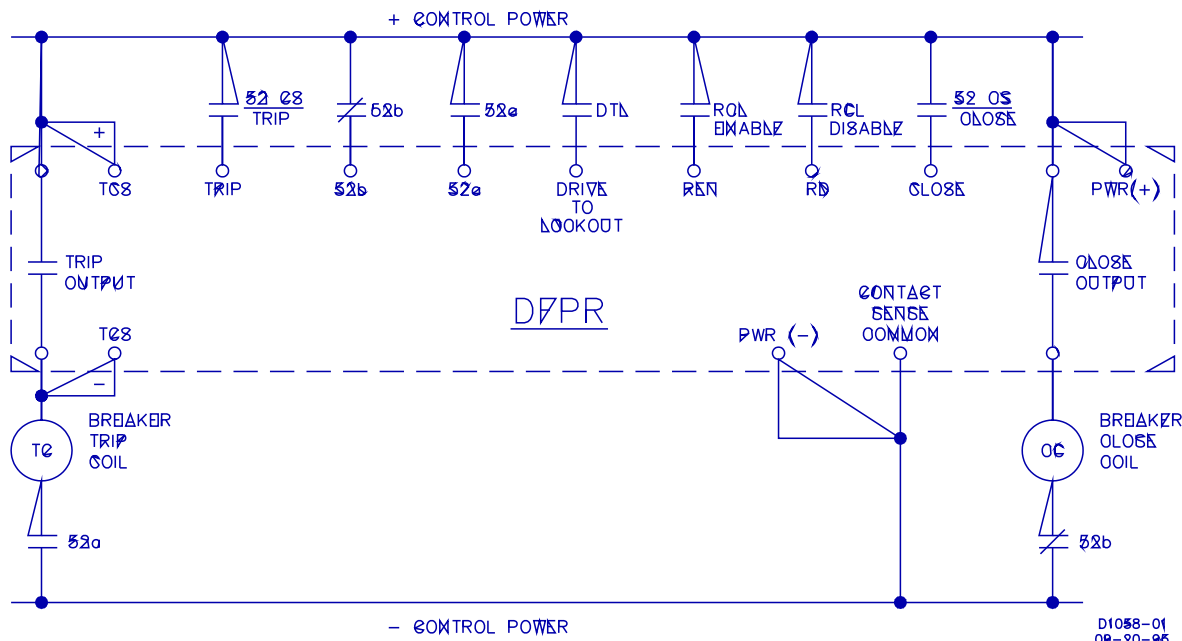 + CONTROL POWER
52 CS
TRIP
52b
52a
DTL
RCL
ENABLE
RCL
DISABLE
52 CS
CLOSE
+
TCS
TRIP
52b
52a
DRIVE
TO
LOOKOUT
REN
RD
CLOSE
PWR(+)
TRIP
OUTPUT
CLOSE
OUTPUT
DFPR
CONTACT
SENSE
COMMON
TCS
PWR (-)
-
BREAKER
TRIP
COIL
TC
BREAKER
CLOSE
COIL
CC
52a
52b
- CONTROL POWER
D1058-01